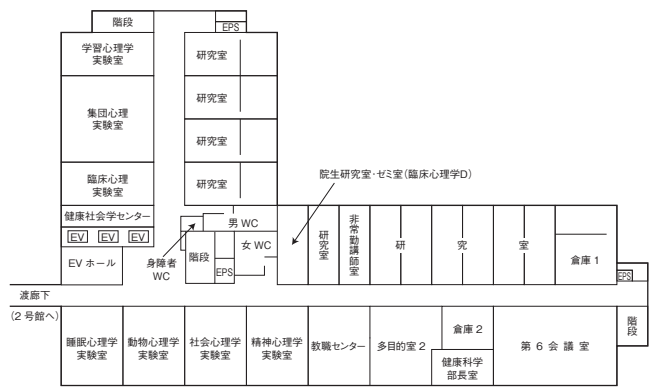 階段
EPS
学習心理学
実験室
研究室
集団心理
実験室
研究室
研究室
臨床心理
実験室
研究室
院生研究室・ゼミ室(臨床心理学D)
健康社会学センター
男 WC
EV EV EV
女 WC
EV ホール
身障者
WC
階段
EPS
研究室
非常勤講師室
研究室
倉庫 1
EPS
渡廊下
(2 号館へ)
階段
睡眠心理学
実験室
動物心理学
実験室
社会心理学
実験室
精神心理学
実験室
教職センター
多目的室 2
倉庫 2
健康科学
部長室
第 6 会 議 室